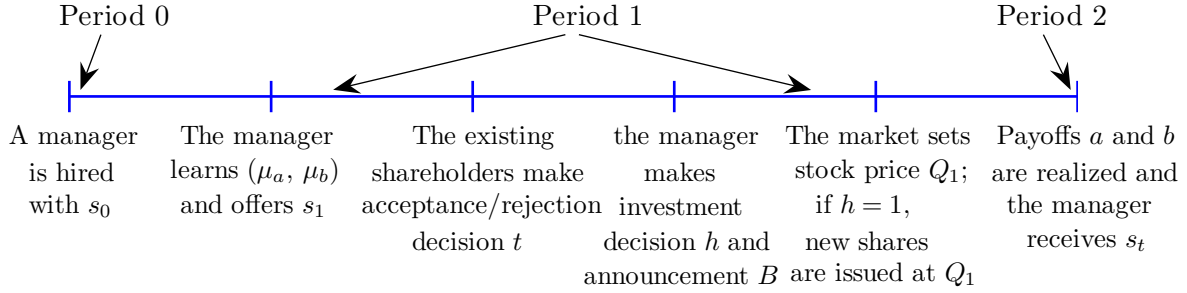 Period 0
Period 1
Period 2
A manager
is hired
with s₀
The manager
learns (μₐ, μ_b)
and offers s₁
The existing
shareholders make
acceptance/rejection
decision t
the manager
makes
investment
decision h and
announcement B
The market sets
stock price Q₁;
if h = 1,
new shares
are issued at Q₁
Payoffs a and b
are realized and
the manager
receives sₜ